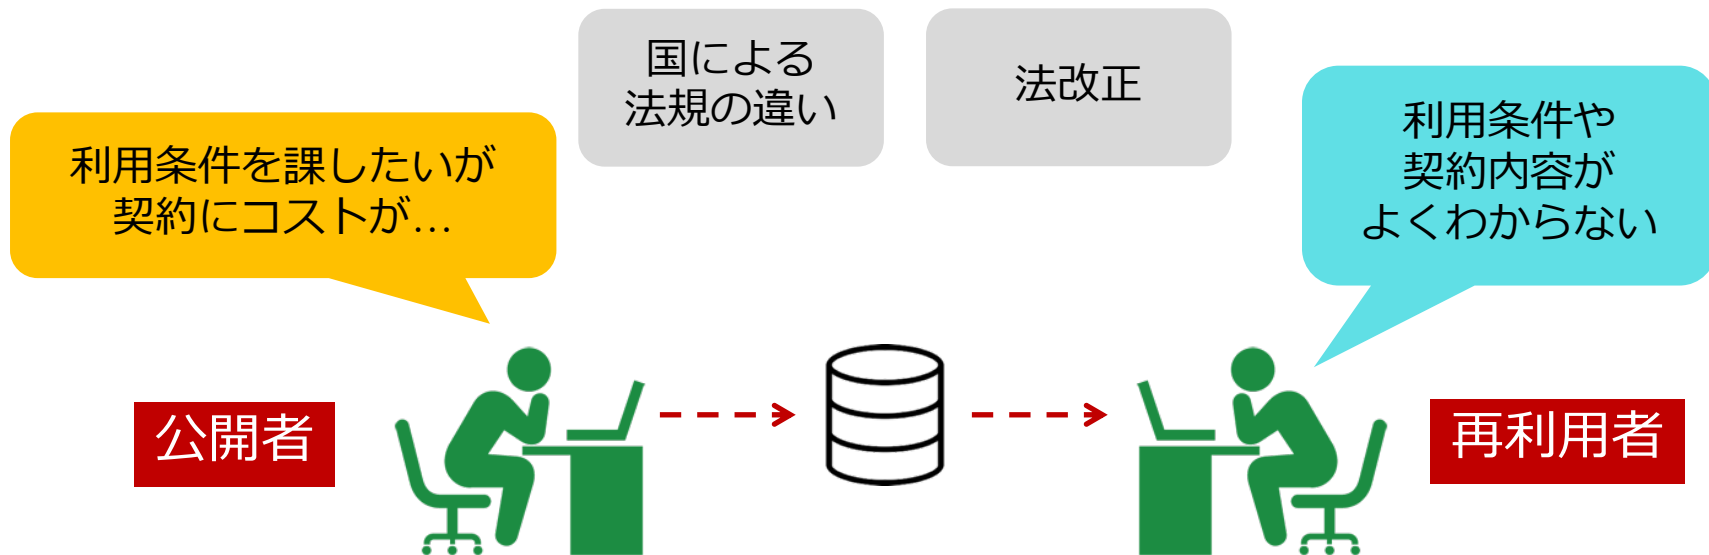 国による
法規の違い
法改正
利用条件を課したいが
契約にコストが…
利用条件や
契約内容が
よくわからない
公開者
再利用者